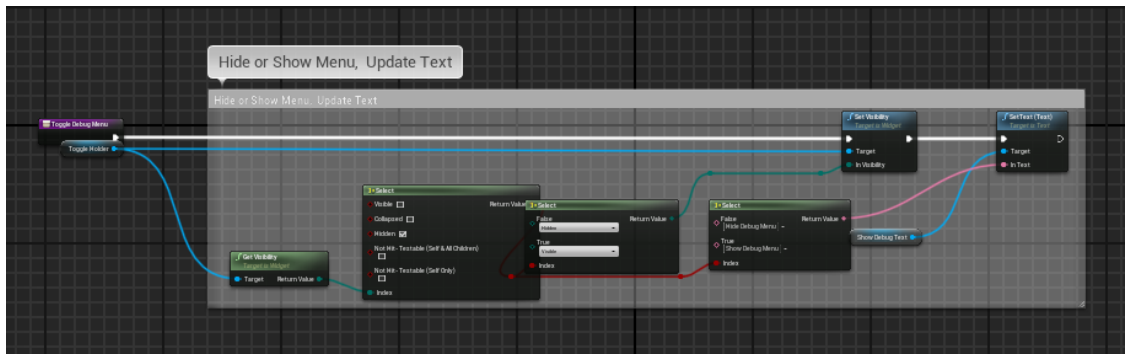 Hide or Show Menu, Update Text
Hide or Show Menu, Update Text
Toggle Debug Menu
Toggle Holder
Get Visibility
Target is Widget
Target
Return Value
Select
Visible
Return Value
Collapsed
Hidden
Not Hit-Testable (Self & All Children)
Not Hit-Testable (Self Only)
Index
Select
False
Return Value
Hidden
True
Visible
Index
Select
False
Return Value
Hide Debug Menu
True
Show Debug Menu
Index
Set Visibility
Target is Widget
Target
In Visibility
Show Debug Text
SetText (Text)
Target is Text
Target
In Text